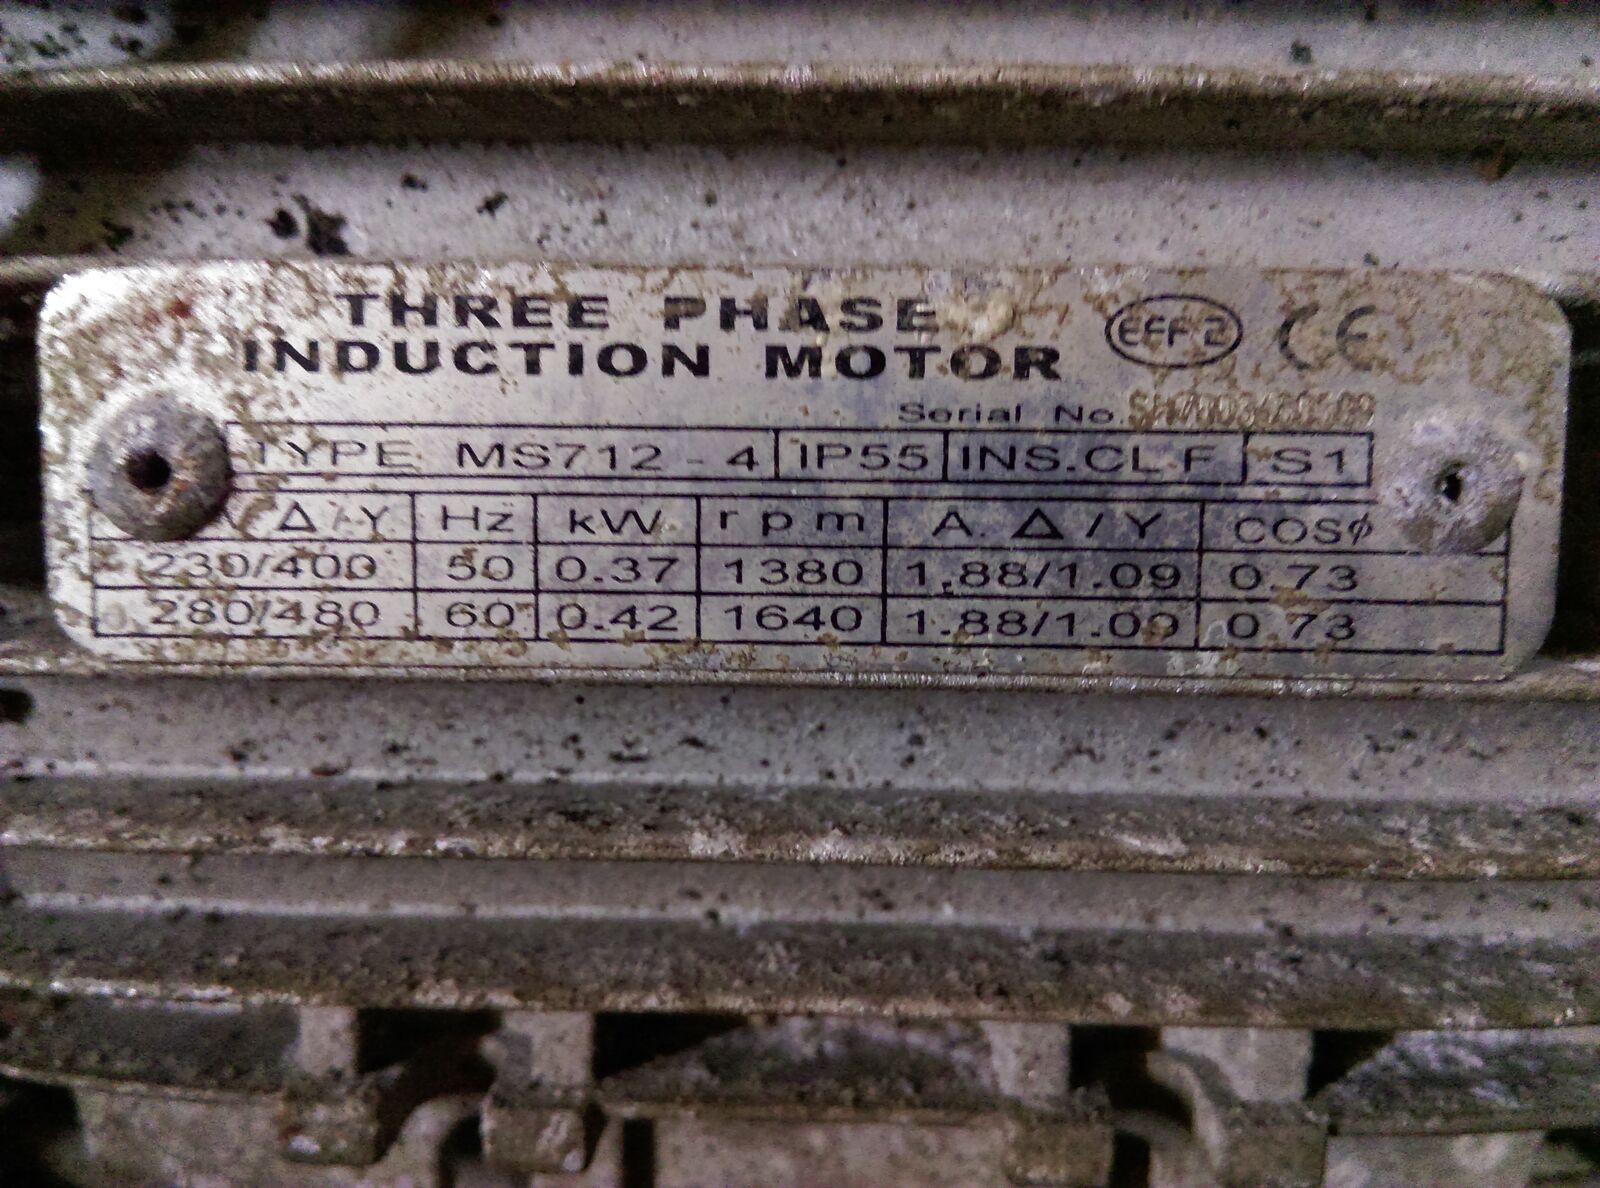 THREE PHASE
INDUCTION MOTOR
EFF 2 CE
Serial No.
TYPE MS712-4 IP55 INS.CL F S1
V Δ/Y Hz kW rpm A. Δ/Y COSφ
230/400 50 0.37 1380 1.88/1.09 0.73
280/480 60 0.42 1640 1.88/1.09 0.73